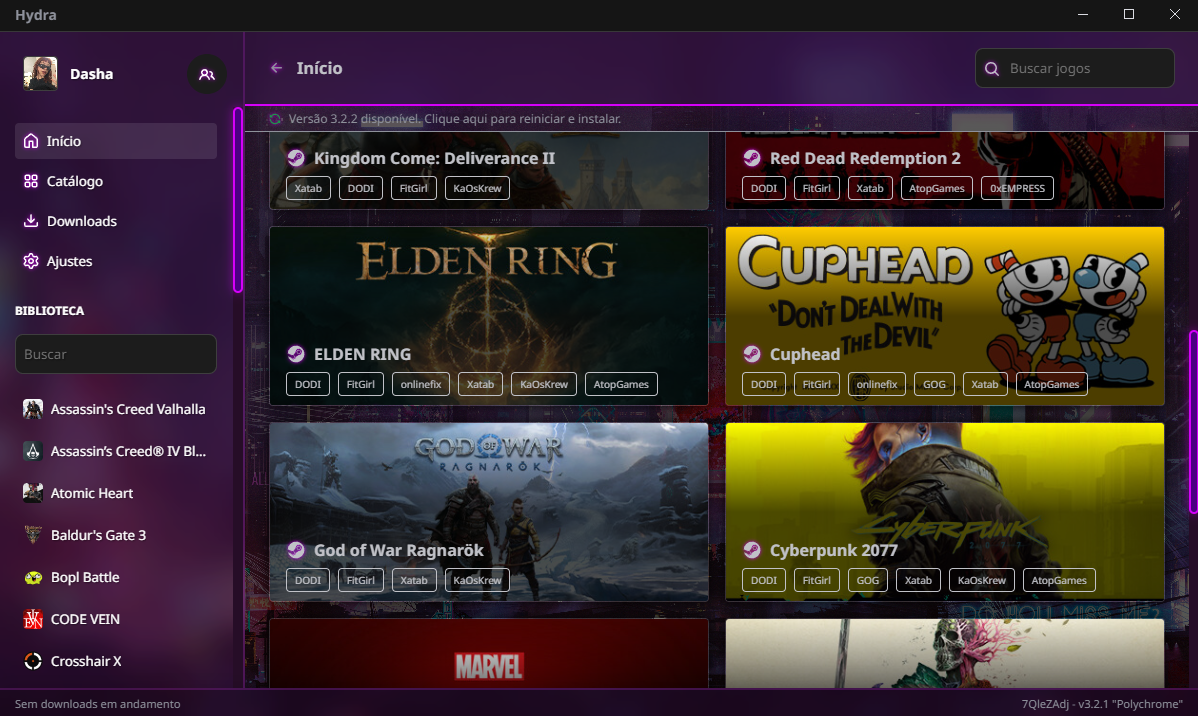 Hydra
Dasha
Início
Buscar jogos
Versão 3.2.2 disponível. Clique aqui para reiniciar e instalar.
Início
Catálogo
Downloads
Ajustes
BIBLIOTECA
Buscar
Assassin's Creed Valhalla
Assassin's Creed® IV Bl...
Atomic Heart
Baldur's Gate 3
Bopl Battle
CODE VEIN
Crosshair X
Kingdom Come: Deliverance II
Xatab DODI FitGirl KaOsKrew
Red Dead Redemption 2
DODI FitGirl Xatab AtopGames 0xEMPRESS
ELDEN RING
ELDEN RING
DODI FitGirl onlinefix Xatab KaOsKrew AtopGames
CUPHEAD
"DON'T DEAL WITH
THE DEVIL"
Cuphead
DODI FitGirl onlinefix GOG Xatab AtopGames
GOD OF WAR
RAGNARÖK
God of War Ragnarök
DODI FitGirl Xatab KaOsKrew
Cyberpunk
Cyberpunk 2077
DODI FitGirl GOG Xatab KaOsKrew AtopGames
DO YOU MISS ME?
MARVEL
Sem downloads em andamento
7QleZAdj - v3.2.1 "Polychrome"